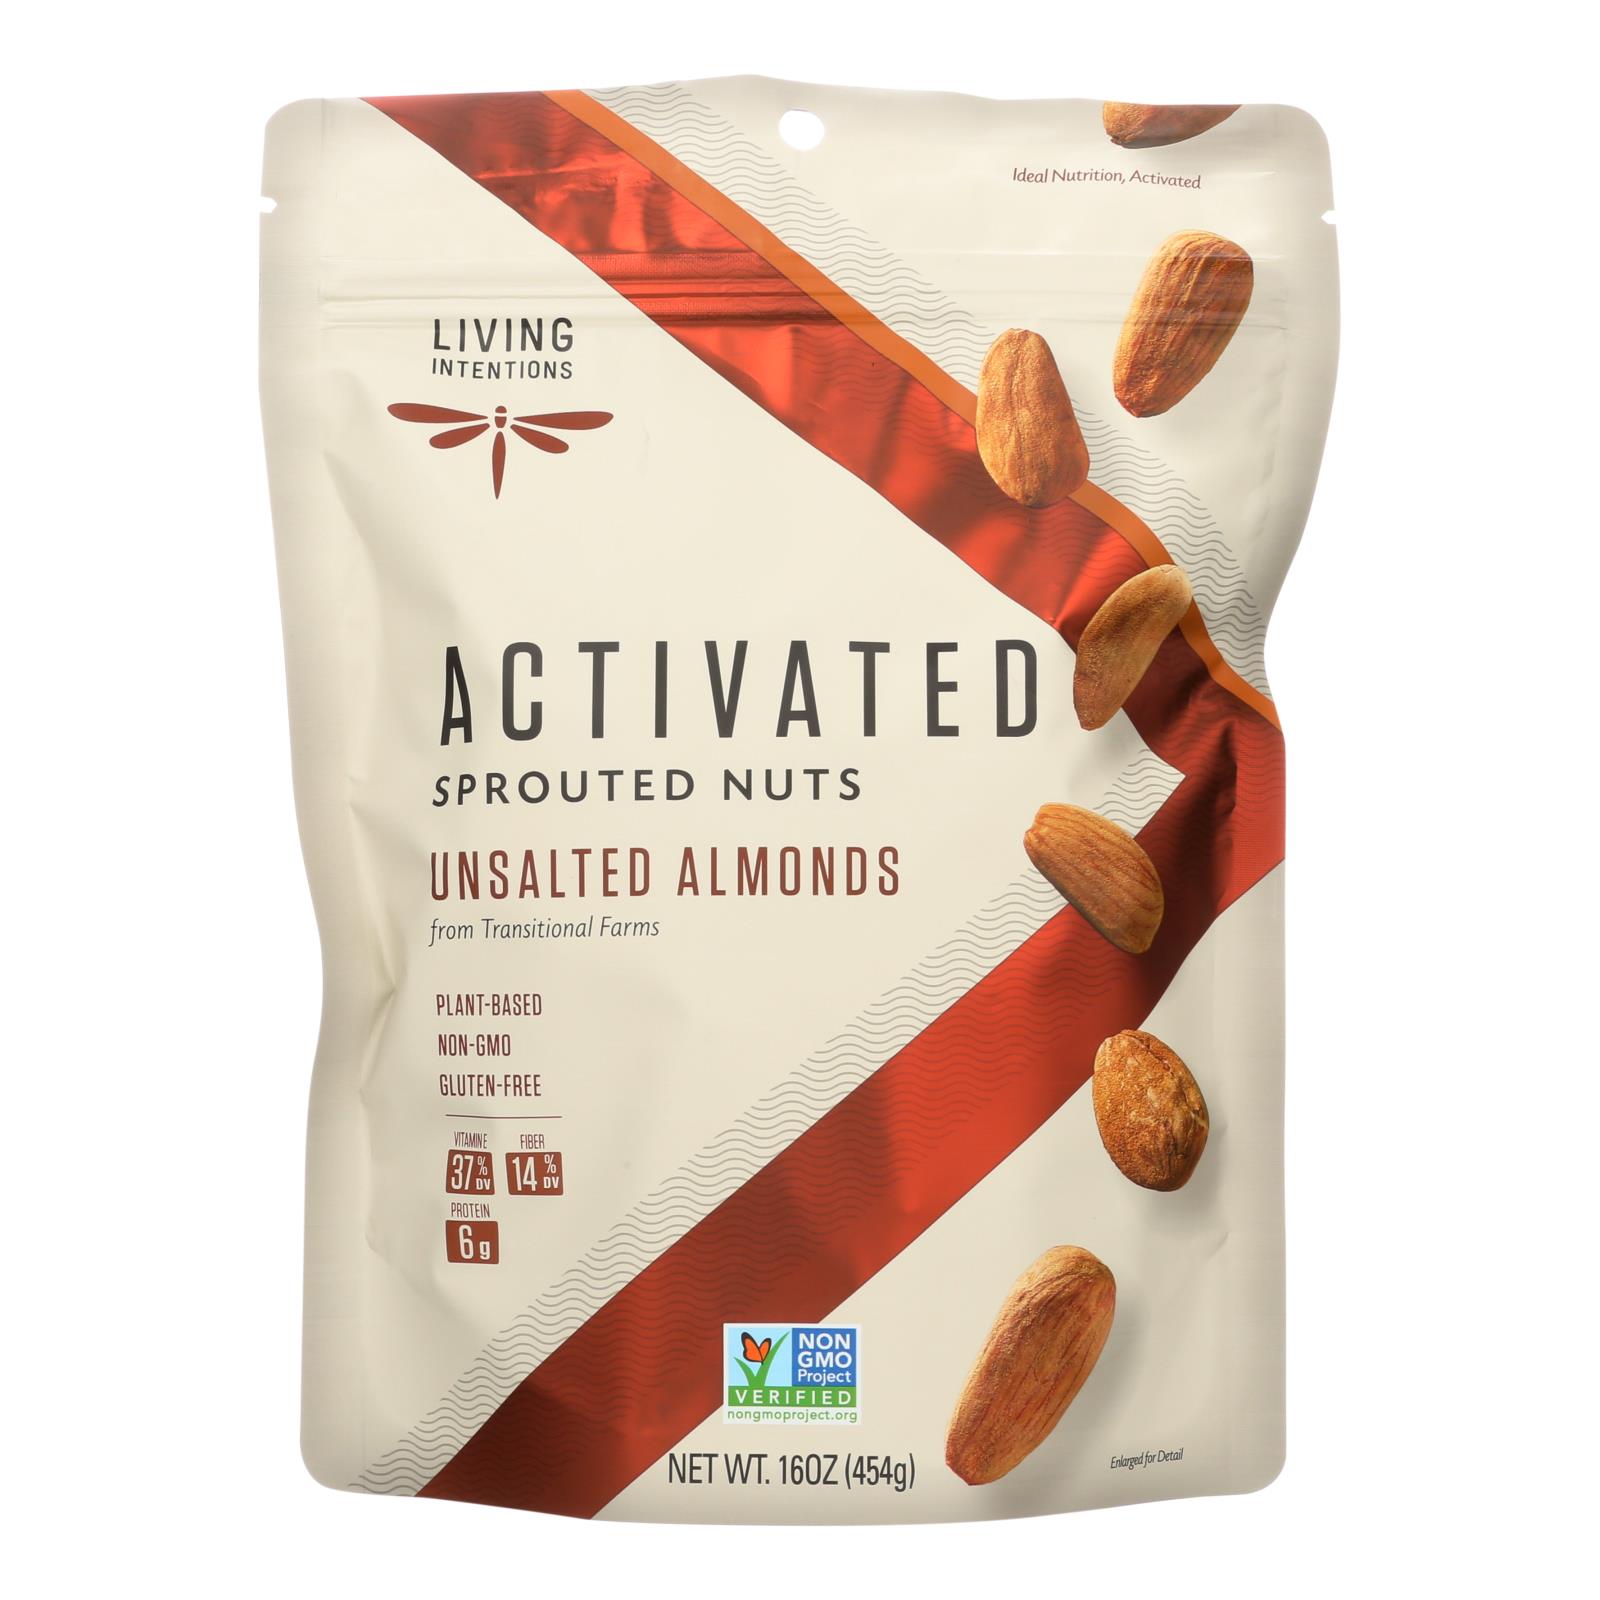 Ideal Nutrition, Activated
LIVING
INTENTIONS
ACTIVATED
SPROUTED NUTS
UNSALTED ALMONDS
from Transitional Farms
PLANT-BASED
NON-GMO
GLUTEN-FREE
VITAMIN E
37% DV
FIBER
14% DV
PROTEIN
6g
NON
GMO
Project
VERIFIED
nongmoproject.org
NET WT. 16OZ (454g)
Enlarged for Detail